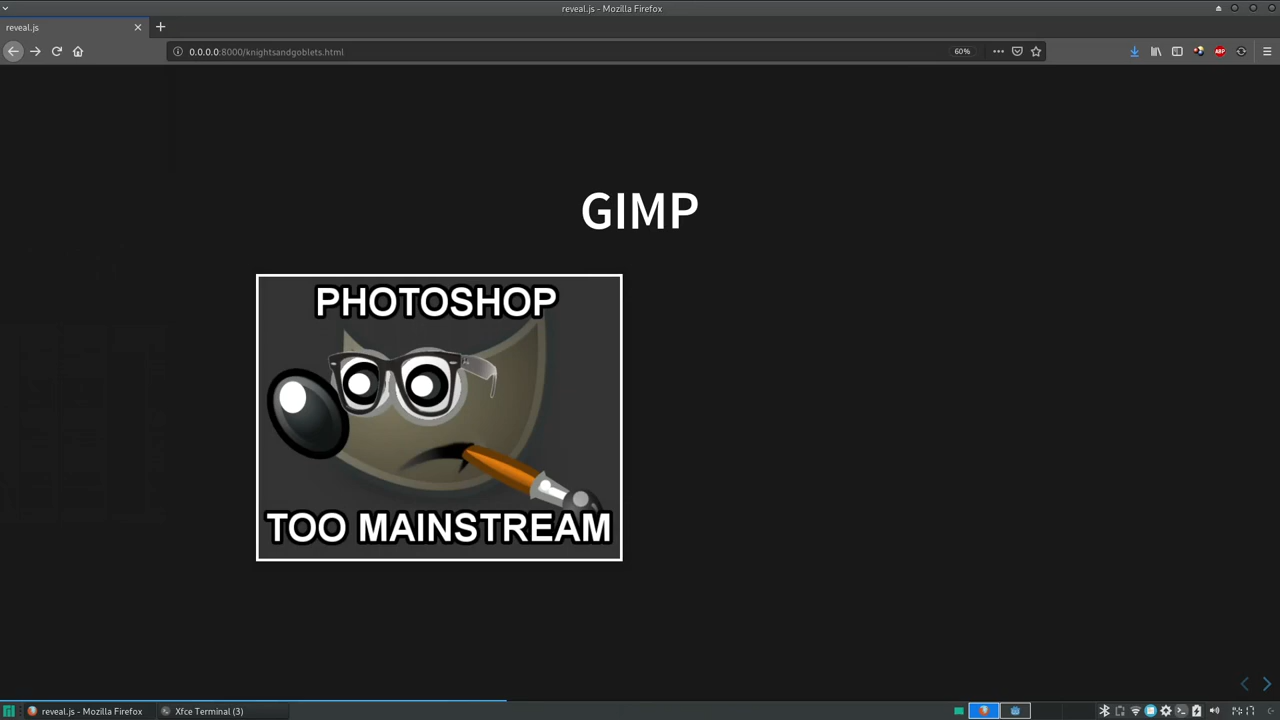 reveal.js - Mozilla Firefox
reveal.js
0.0.0.0:8000/knightsandgoblets.html
60%
ABP
GIMP
PHOTOSHOP
TOO MAINSTREAM
reveal.js - Mozilla Firefox
Xfce Terminal (3)